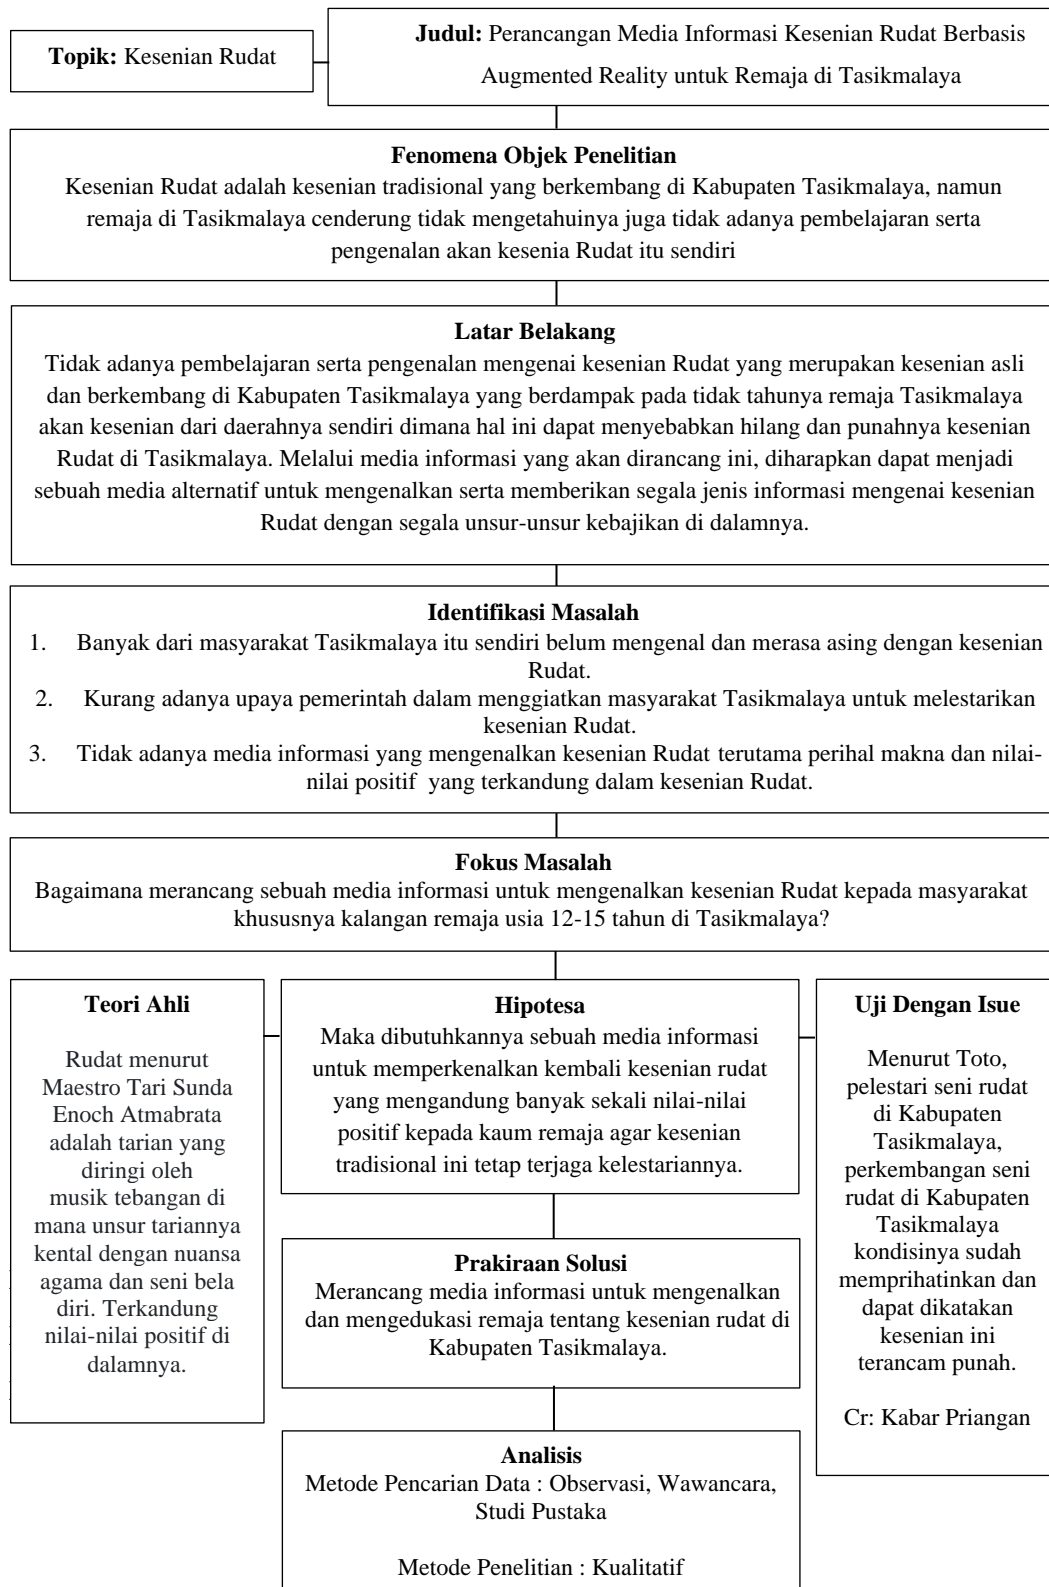 Topik: Kesenian Rudat
Judul: Perancangan Media Informasi Kesenian Rudat Berbasis
Augmented Reality untuk Remaja di Tasikmalaya
Fenomena Objek Penelitian
Kesenian Rudat adalah kesenian tradisional yang berkembang di Kabupaten Tasikmalaya, namun
remaja di Tasikmalaya cenderung tidak mengetahuinya juga tidak adanya pembelajaran serta
pengenalan akan kesenia Rudat itu sendiri
Latar Belakang
Tidak adanya pembelajaran serta pengenalan mengenai kesenian Rudat yang merupakan kesenian asli
dan berkembang di Kabupaten Tasikmalaya yang berdampak pada tidak tahunya remaja Tasikmalaya
akan kesenian dari daerahnya sendiri dimana hal ini dapat menyebabkan hilang dan punahnya kesenian
Rudat di Tasikmalaya. Melalui media informasi yang akan dirancang ini, diharapkan dapat menjadi
sebuah media alternatif untuk mengenalkan serta memberikan segala jenis informasi mengenai kesenian
Rudat dengan segala unsur-unsur kebajikan di dalamnya.
Identifikasi Masalah
1. Banyak dari masyarakat Tasikmalaya itu sendiri belum mengenal dan merasa asing dengan kesenian
Rudat.
2. Kurang adanya upaya pemerintah dalam menggiatkan masyarakat Tasikmalaya untuk melestarikan
kesenian Rudat.
3. Tidak adanya media informasi yang mengenalkan kesenian Rudat terutama perihal makna dan nilai-
nilai positif yang terkandung dalam kesenian Rudat.
Fokus Masalah
Bagaimana merancang sebuah media informasi untuk mengenalkan kesenian Rudat kepada masyarakat
khususnya kalangan remaja usia 12-15 tahun di Tasikmalaya?
Teori Ahli
Rudat menurut
Maestro Tari Sunda
Enoch Atmabrata
adalah tarian yang
diringi oleh
musik tebangan di
mana unsur tariannya
kental dengan nuansa
agama dan seni bela
diri. Terkandung
nilai-nilai positif di
dalamnya.
Hipotesa
Maka dibutuhkannya sebuah media informasi
untuk memperkenalkan kembali kesenian rudat
yang mengandung banyak sekali nilai-nilai
positif kepada kaum remaja agar kesenian
tradisional ini tetap terjaga kelestariannya.
Prakiraan Solusi
Merancang media informasi untuk mengenalkan
dan mengedukasi remaja tentang kesenian rudat di
Kabupaten Tasikmalaya.
Analisis
Metode Pencarian Data : Observasi, Wawancara,
Studi Pustaka
Metode Penelitian : Kualitatif
Uji Dengan Isue
Menurut Toto,
pelestari seni rudat
di Kabupaten
Tasikmalaya,
perkembangan seni
rudat di Kabupaten
Tasikmalaya
kondisinya sudah
memprihatinkan dan
dapat dikatakan
kesenian ini
terancam punah.
Cr: Kabar Priangan